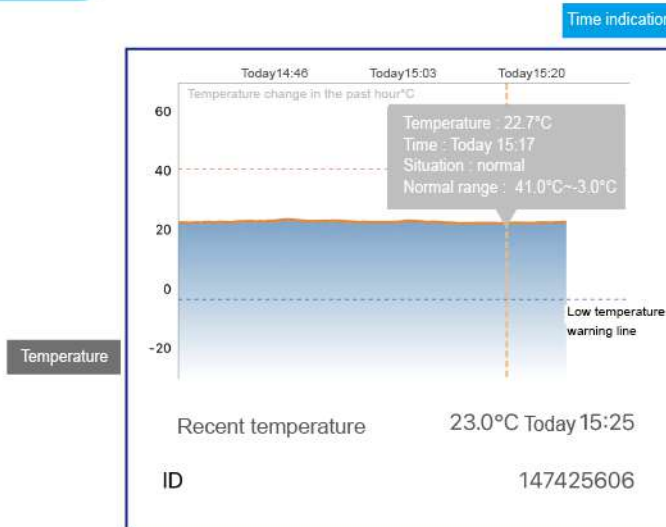 Time indication
Today14:46 Today15:03 Today15:20
Temperature change in the past hour°C
60
Temperature : 22.7°C
Time : Today 15:17
Situation : normal
Normal range : 41.0°C~-3.0°C
40
20
0
Low temperature
warning line
-20
Temperature
Recent temperature 23.0°C Today 15:25
ID 147425606